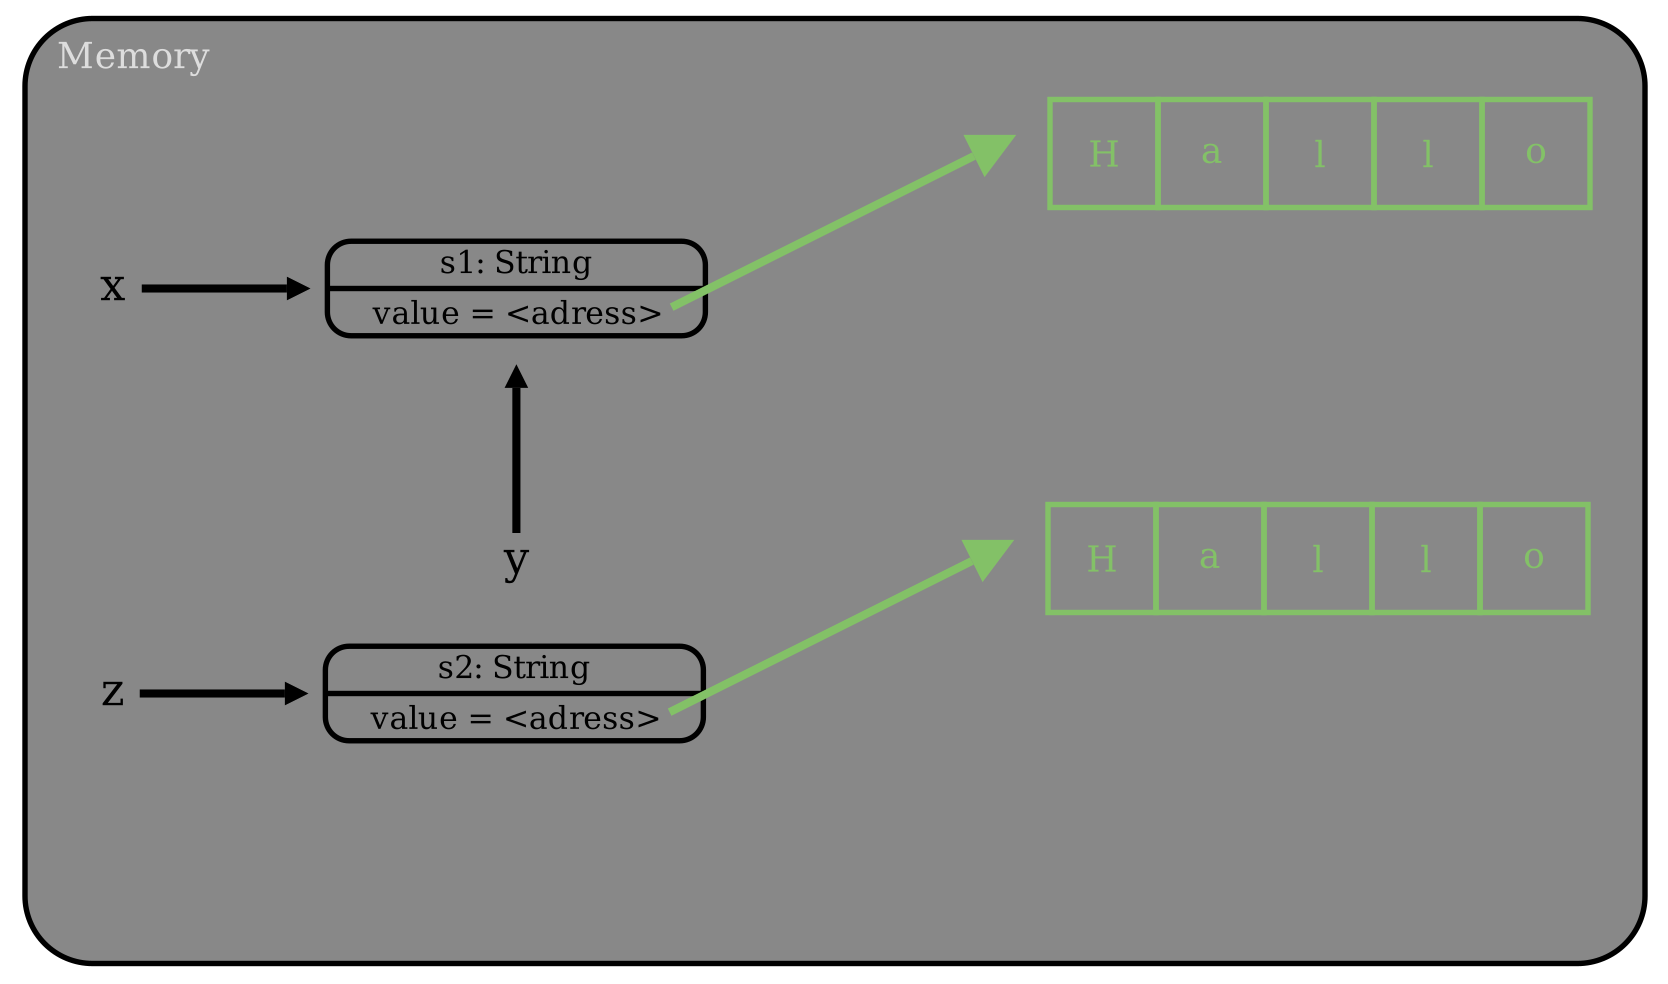 Memory
H a l l o
s1: String
x
value = <adress>
y
H a l l o
s2: String
z
value = <adress>